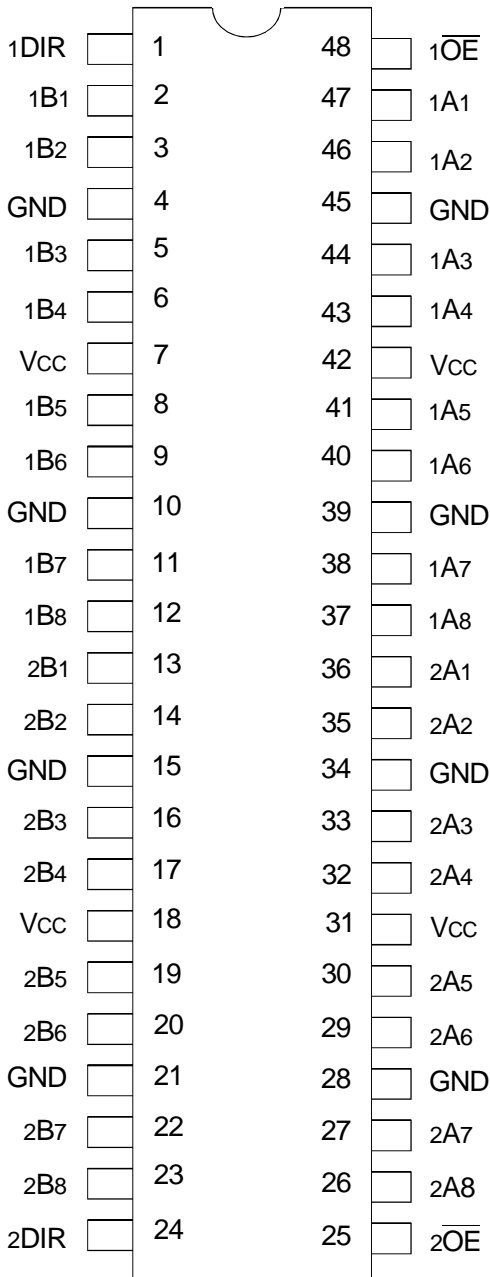 1DIR 1 48 1O̅E̅
1B1 2 47 1A1
1B2 3 46 1A2
GND 4 45 GND
1B3 5 44 1A3
1B4 6 43 1A4
VCC 7 42 VCC
1B5 8 41 1A5
1B6 9 40 1A6
GND 10 39 GND
1B7 11 38 1A7
1B8 12 37 1A8
2B1 13 36 2A1
2B2 14 35 2A2
GND 15 34 GND
2B3 16 33 2A3
2B4 17 32 2A4
VCC 18 31 VCC
2B5 19 30 2A5
2B6 20 29 2A6
GND 21 28 GND
2B7 22 27 2A7
2B8 23 26 2A8
2DIR 24 25 2O̅E̅